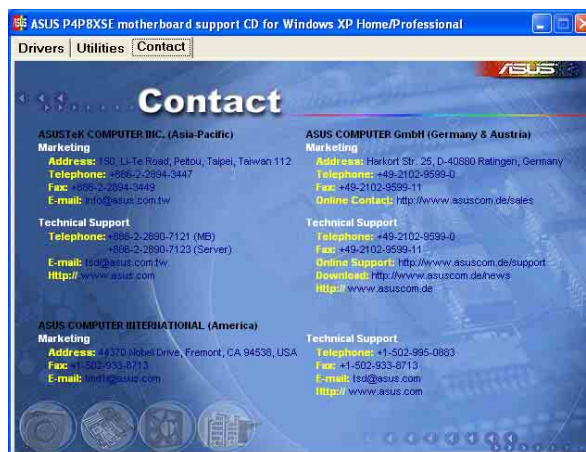 ASUS P4P8XSE motherboard support CD for Windows XP Home/Professional
Drivers Utilities Contact
ASUS
Contact
ASUSTeK COMPUTER INC. (Asia-Pacific)
Marketing
Address: 150, Li-Te Road, Peitou, Taipei, Taiwan 112
Telephone: +886-2-2894-3447
Fax: +886-2-2894-3449
E-mail: info@asus.com.tw
Technical Support
Telephone: +886-2-2890-7121 (MB)
+886-2-2890-7123 (Server)
E-mail: tsd@asus.com.tw
Http:// www.asus.com
ASUS COMPUTER GmbH (Germany & Austria)
Marketing
Address: Harkort Str. 25, D-40880 Ratingen, Germany
Telephone: +49-2102-9599-0
Fax: +49-2102-9599-11
Online Contact: http://www.asuscom.de/sales
Technical Support
Telephone: +49-2102-9599-0
Fax: +49-2102-9599-11
Online Support: http://www.asuscom.de/support
Download: http://www.asuscom.de/news
Http:// www.asuscom.de
ASUS COMPUTER INTERNATIONAL (America)
Marketing
Address: 44370 Nobel Drive, Fremont, CA 94538, USA
Fax: +1-502-933-8713
E-mail: tmd1@asus.com
Technical Support
Telephone: +1-502-995-0883
Fax: +1-502-933-8713
E-mail: tsd@asus.com
Http:// www.asus.com